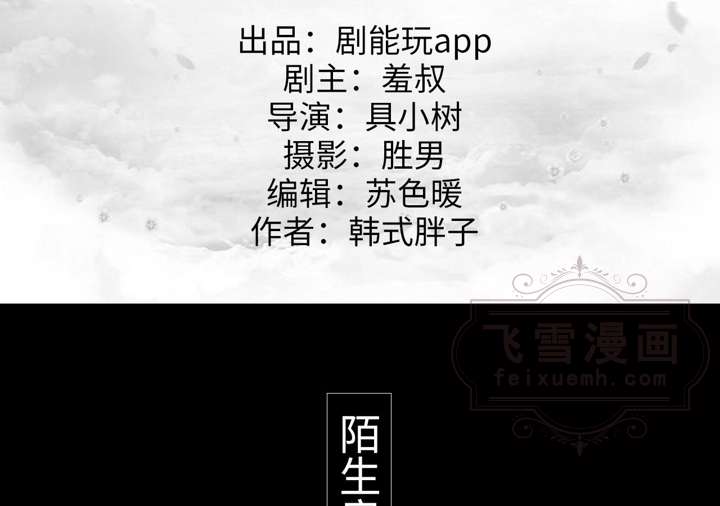 出品：剧能玩app
剧主：羞叔
导演：具小树
摄影：胜男
编辑：苏色暖
作者：韩式胖子
飞雪漫画
feixuemh.com
陌生